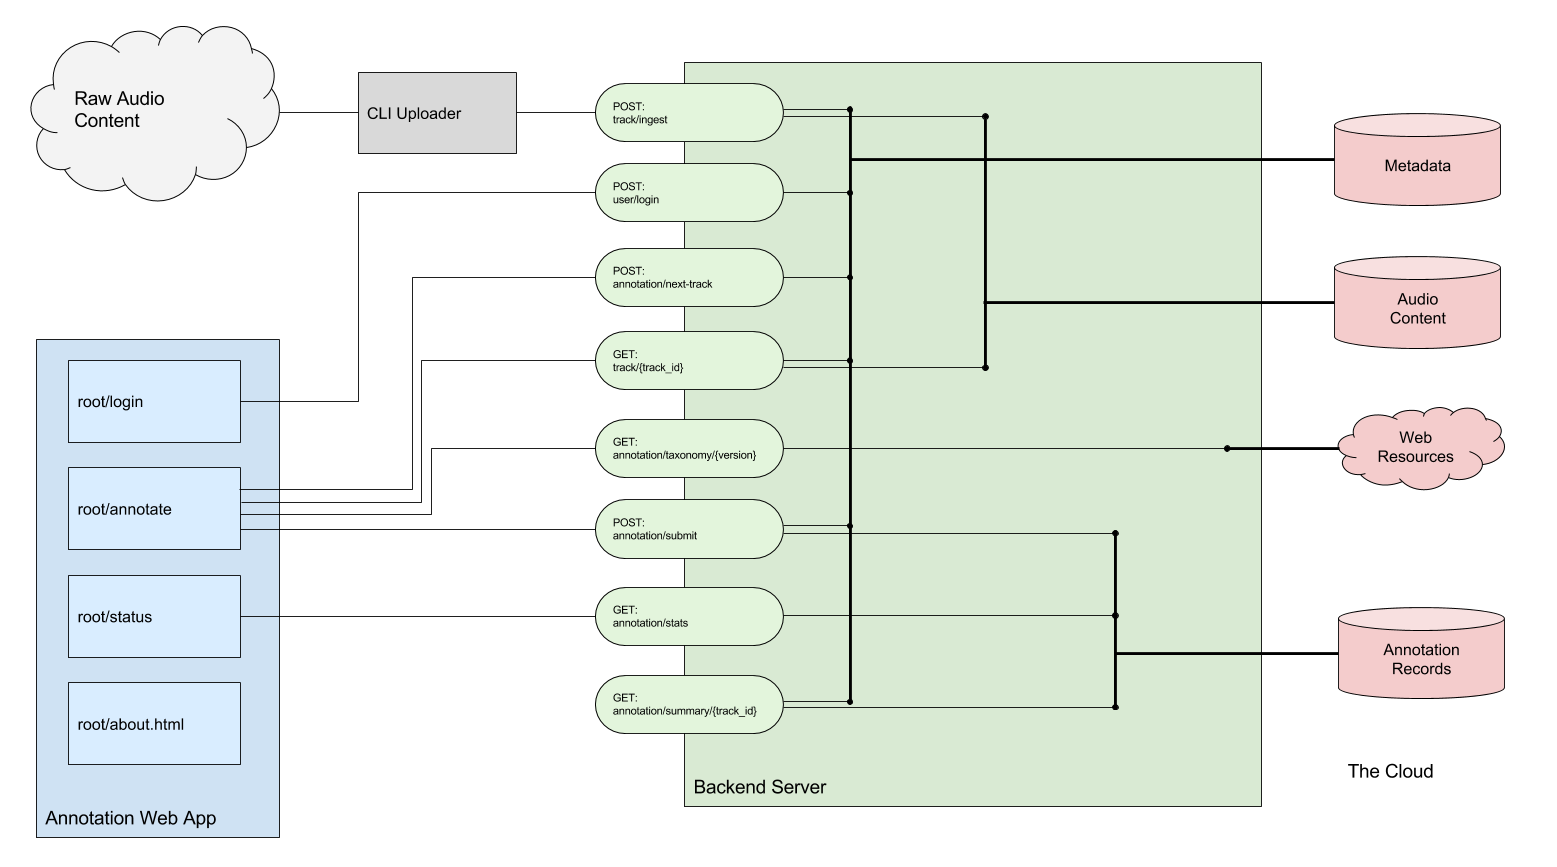 Raw Audio
Content
CLI Uploader
POST:
track/ingest
POST:
user/login
POST:
annotation/next-track
GET:
track/{track_id}
GET:
annotation/taxonomy/{version}
POST:
annotation/submit
GET:
annotation/stats
GET:
annotation/summary/{track_id}
Backend Server
root/login
root/annotate
root/status
root/about.html
Annotation Web App
Metadata
Audio
Content
Web
Resources
Annotation
Records
The Cloud